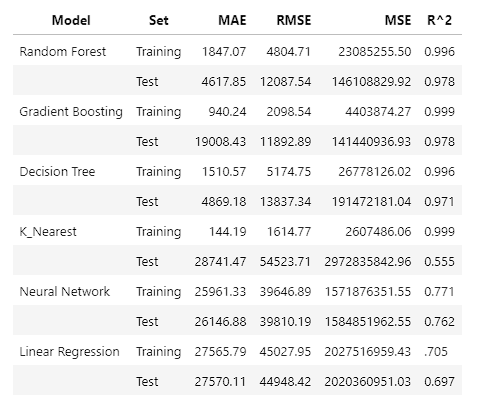 Model Set MAE RMSE MSE R^2
Random Forest Training 1847.07 4804.71 23085255.50 0.996
Test 4617.85 12087.54 146108829.92 0.978
Gradient Boosting Training 940.24 2098.54 4403874.27 0.999
Test 19008.43 11892.89 141440936.93 0.978
Decision Tree Training 1510.57 5174.75 26778126.02 0.996
Test 4869.18 13837.34 191472181.04 0.971
K_Nearest Training 144.19 1614.77 2607486.06 0.999
Test 28741.47 54523.71 2972835842.96 0.555
Neural Network Training 25961.33 39646.89 1571876351.55 0.771
Test 26146.88 39810.19 1584851962.55 0.762
Linear Regression Training 27565.79 45027.95 2027516959.43 .705
Test 27570.11 44948.42 2020360951.03 0.697